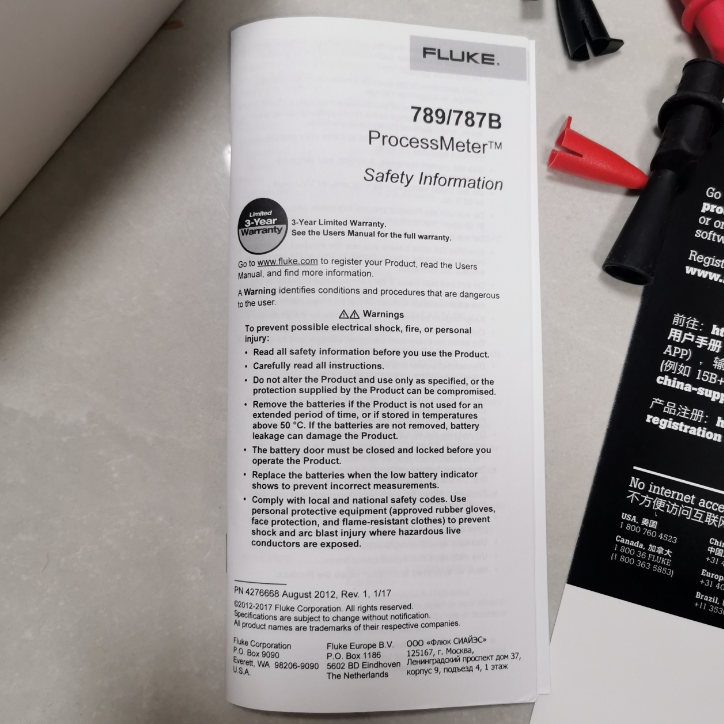 FLUKE®
789/787B
ProcessMeter™
Safety Information
Limited
3-Year
Warranty
3-Year Limited Warranty.
See the Users Manual for the full warranty.
Go to www.fluke.com to register your Product, read the Users
Manual, and find more information.
A Warning identifies conditions and procedures that are dangerous
to the user.
Warnings
To prevent possible electrical shock, fire, or personal
injury:
• Read all safety information before you use the Product.
• Carefully read all instructions.
• Do not alter the Product and use only as specified, or the
protection supplied by the Product can be compromised.
• Remove the batteries if the Product is not used for an
extended period of time, or if stored in temperatures
above 50 °C. If the batteries are not removed, battery
leakage can damage the Product.
• The battery door must be closed and locked before you
operate the Product.
• Replace the batteries when the low battery indicator
shows to prevent incorrect measurements.
• Comply with local and national safety codes. Use
personal protective equipment (approved rubber gloves,
face protection, and flame-resistant clothes) to prevent
shock and arc blast injury where hazardous live
conductors are exposed.
PN 4276668 August 2012, Rev. 1, 1/17
©2012-2017 Fluke Corporation. All rights reserved.
Specifications are subject to change without notification.
All product names are trademarks of their respective companies.
Fluke Corporation
P.O. Box 9090
Everett, WA 98206-9090
U.S.A.
Fluke Europe B.V.
P.O. Box 1186
5602 BD Eindhoven
The Netherlands
ООО «Флюк СИАЙЭС»
125167, г. Москва,
Ленинградский проспект дом 37,
корпус 9, подъезд 4, 1 этаж
Go
or
Regist
www.
前往：
用户手册
APP)，
(例如 15B+
china-supp
产品注册：
registration
No internet acce
不方便访问互联
USA, 美国
1 800 760 4523
Canada, 加拿大
1 800 36 FLUKE
(1 800 363 5853)
Chin
中国,
+31 4
Europ
+31 40
Brazil,